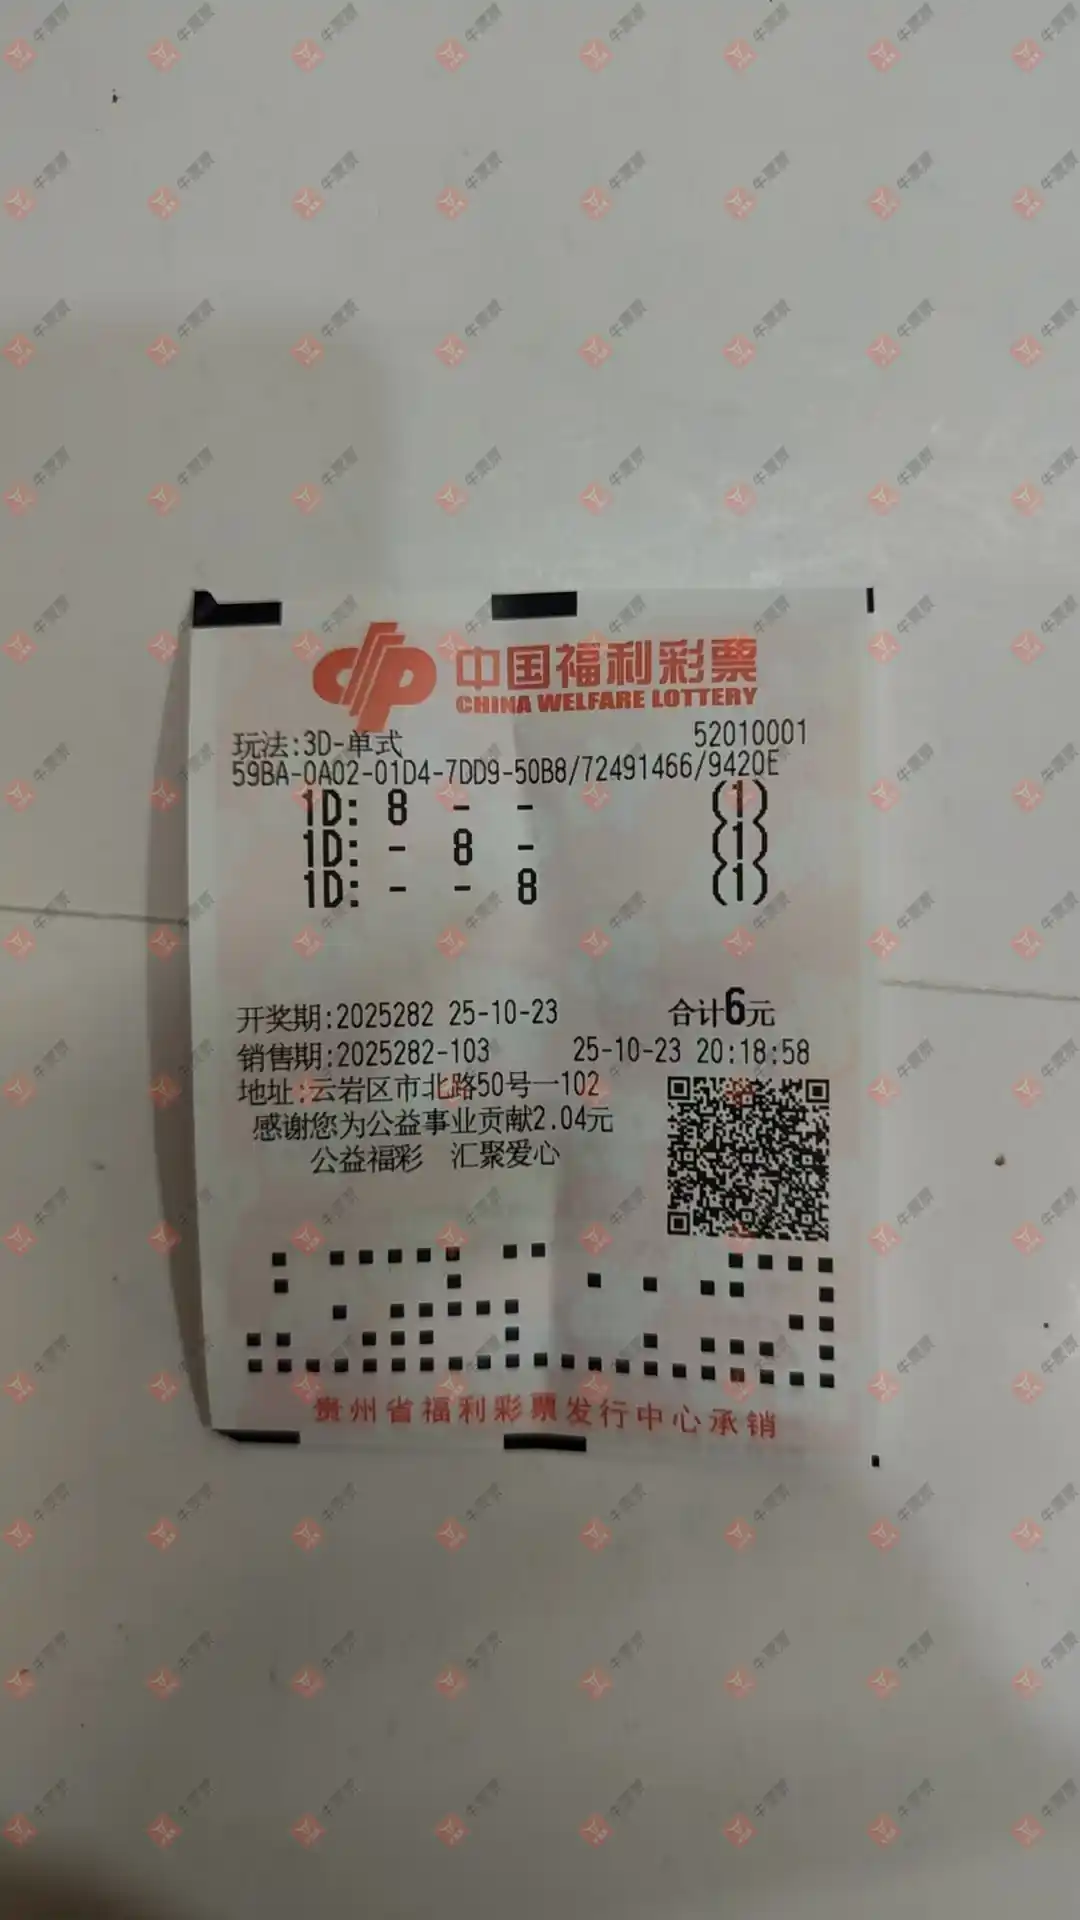 中国福利彩票
CHINA WELFARE LOTTERY
玩法:3D-单式 52010001
59BA-0A02-01D4-7DD9-50B8/72491466/9420E
1D: 8 - - (1)
1D: - 8 - (1)
1D: - - 8 (1)
开奖期:2025282 25-10-23 合计6元
销售期:2025282-103 25-10-23 20:18:58
地址:云岩区市北路50号一102
感谢您为公益事业贡献2.04元
公益福彩 汇聚爱心
贵州省福利彩票发行中心承销